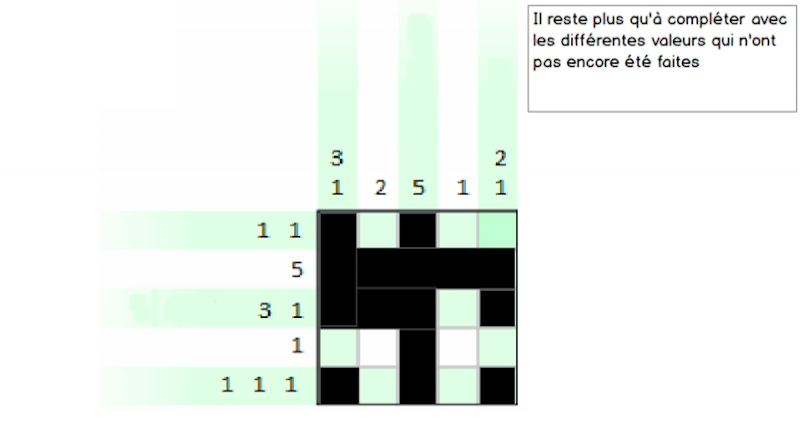 Il reste plus qu'à compléter avec
les différentes valeurs qui n'ont
pas encore été faites
3 2
1 2 5 1 1
1 1
5
3 1
1
1 1 1